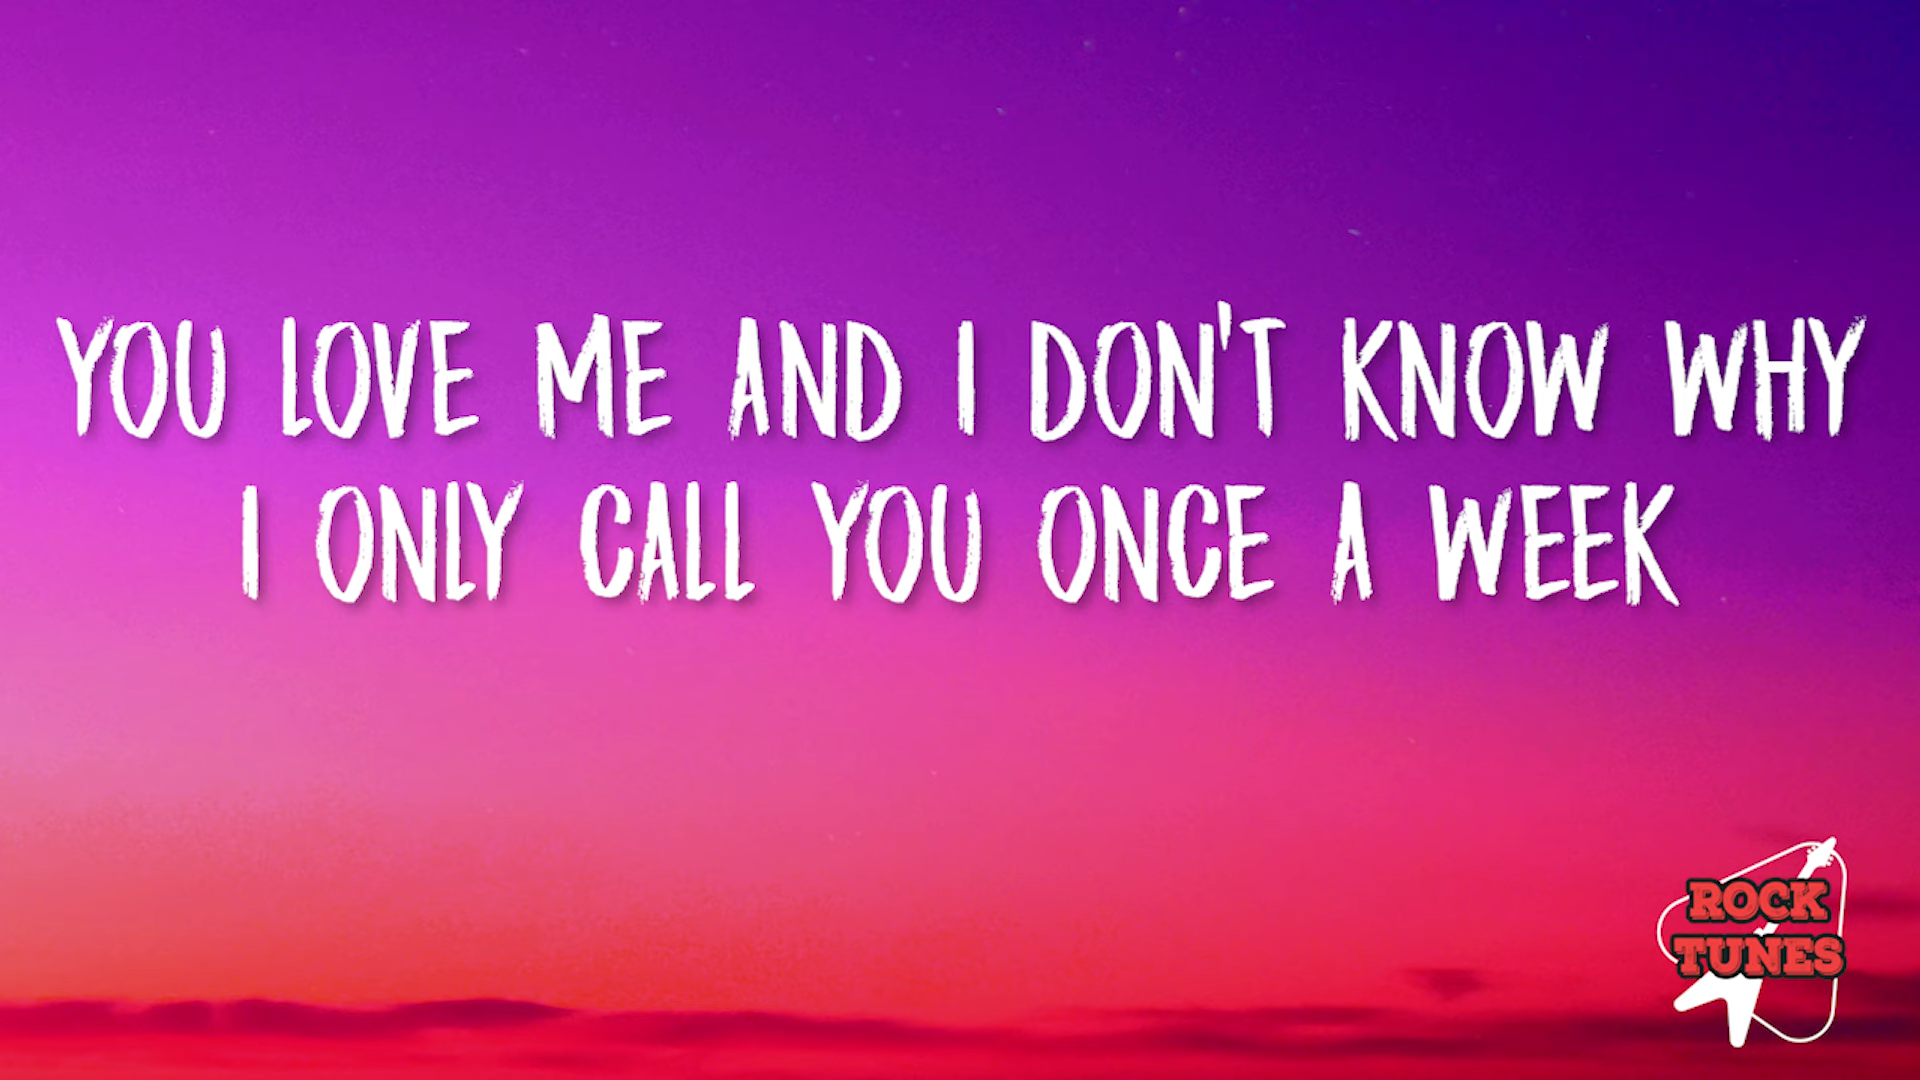 YOU LOVE ME AND I DON'T KNOW WHY
I ONLY CALL YOU ONCE A WEEK
ROCK
TUNES